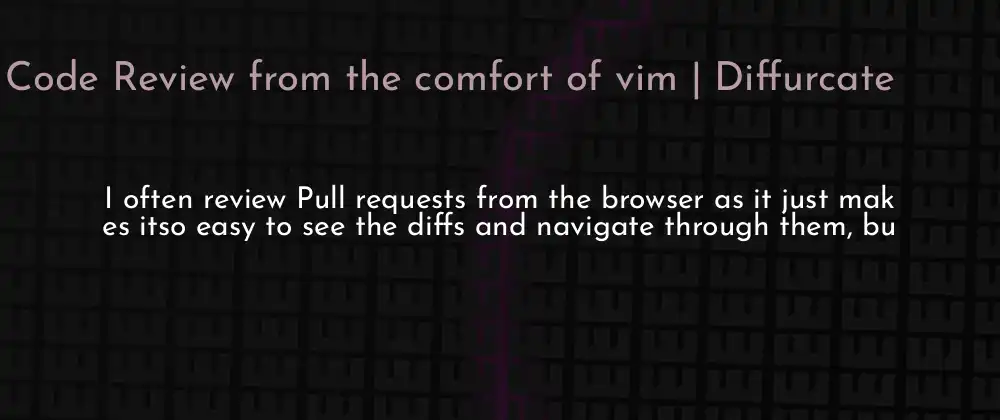 Code Review from the comfort of vim | Diffurcate
I often review Pull requests from the browser as it just mak
es itso easy to see the diffs and navigate through them, bu